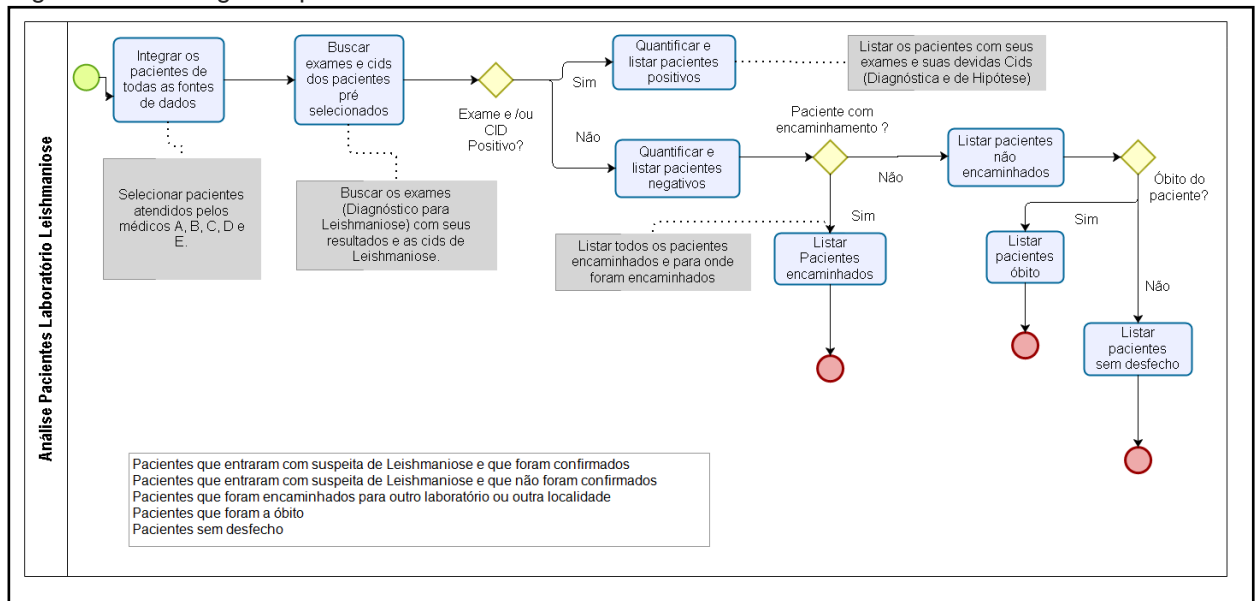 Análise Pacientes Laboratório Leishmaniose
Integrar os
pacientes de
todas as fontes
de dados
Selecionar pacientes
atendidos pelos
médicos A, B, C, D e
E.
Buscar
exames e cids
dos pacientes
pré
selecionados
Buscar os exames
(Diagnóstico para
Leishmaniose) com seus
resultados e as cids de
Leishmaniose.
Exame e /ou
CID
Positivo?
Sim
Não
Quantificar e
listar pacientes
positivos
Listar os pacientes com seus
exames e suas devidas Cids
(Diagnóstica e de Hipótese)
Quantificar e
listar pacientes
negativos
Paciente com
encaminhamento ?
Não
Sim
Listar todos os pacientes
encaminhados e para onde
foram encaminhados
Listar
Pacientes
encaminhados
Listar pacientes
não
encaminhados
Óbito do
paciente?
Sim
Não
Listar
pacientes
óbito
Listar
pacientes
sem desfecho
Pacientes que entraram com suspeita de Leishmaniose e que foram confirmados
Pacientes que entraram com suspeita de Leishmaniose e que não foram confirmados
Pacientes que foram encaminhados para outro laboratório ou outra localidade
Pacientes que foram a óbito
Pacientes sem desfecho